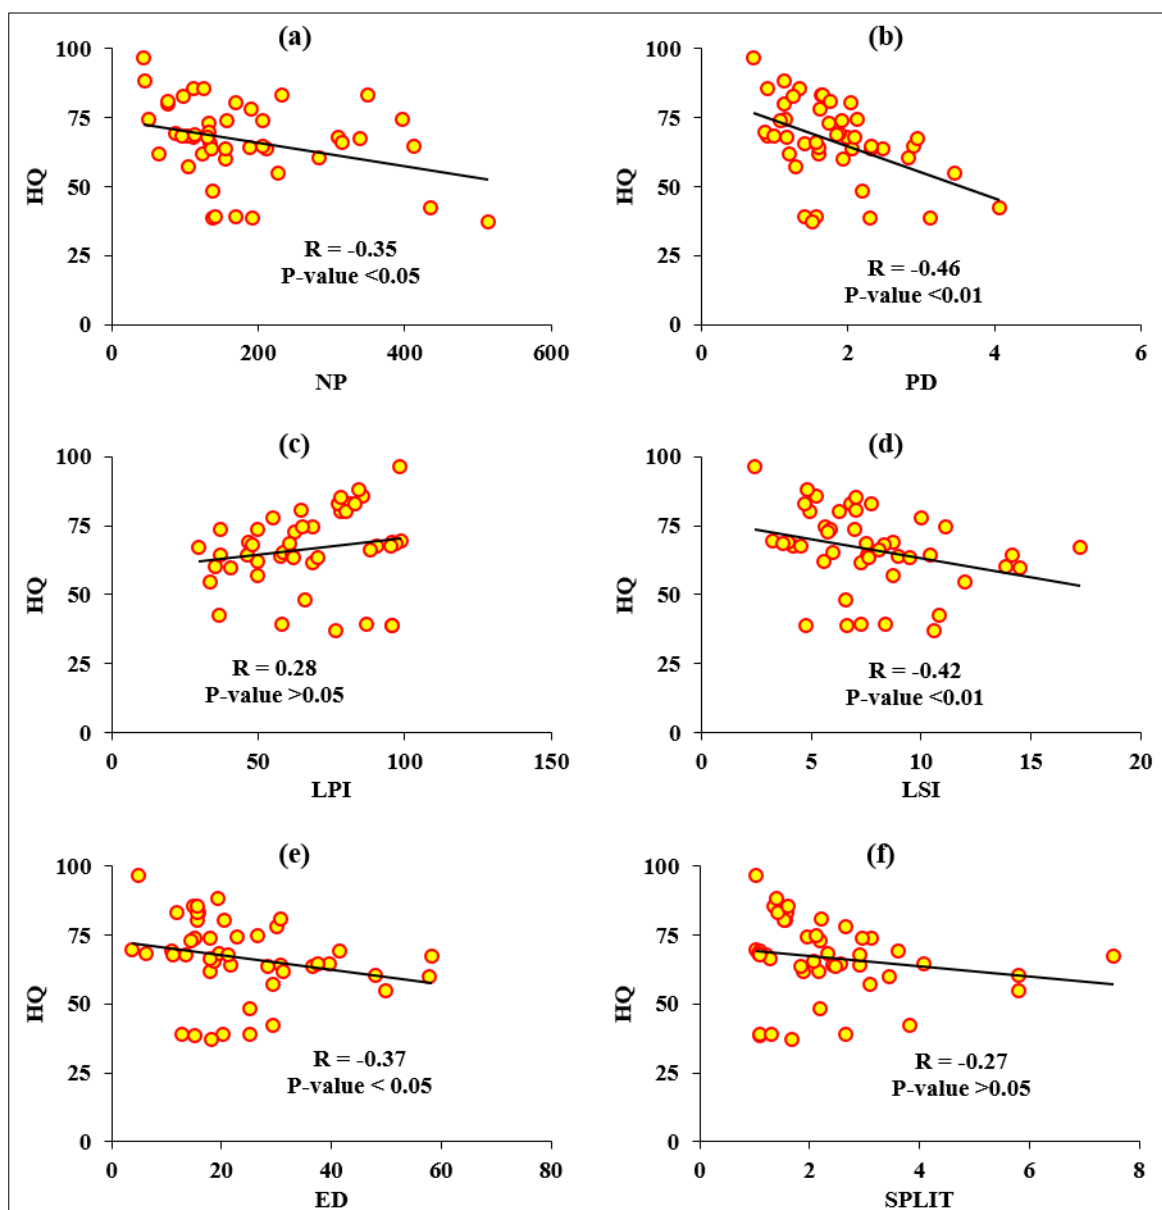 (a)
100
75
HQ
50
25
0
R = -0.35
P-value <0.05
0 200 400 600
NP
(b)
100
75
HQ
50
25
0
R = -0.46
P-value <0.01
0 2 4 6
PD
(c)
100
75
HQ
50
25
0
R = 0.28
P-value >0.05
0 50 100 150
LPI
(d)
100
75
HQ
50
25
0
R = -0.42
P-value <0.01
0 5 10 15 20
LSI
(e)
100
75
HQ
50
25
0
R = -0.37
P-value < 0.05
0 20 40 60 80
ED
(f)
100
75
HQ
50
25
0
R = -0.27
P-value >0.05
0 2 4 6 8
SPLIT